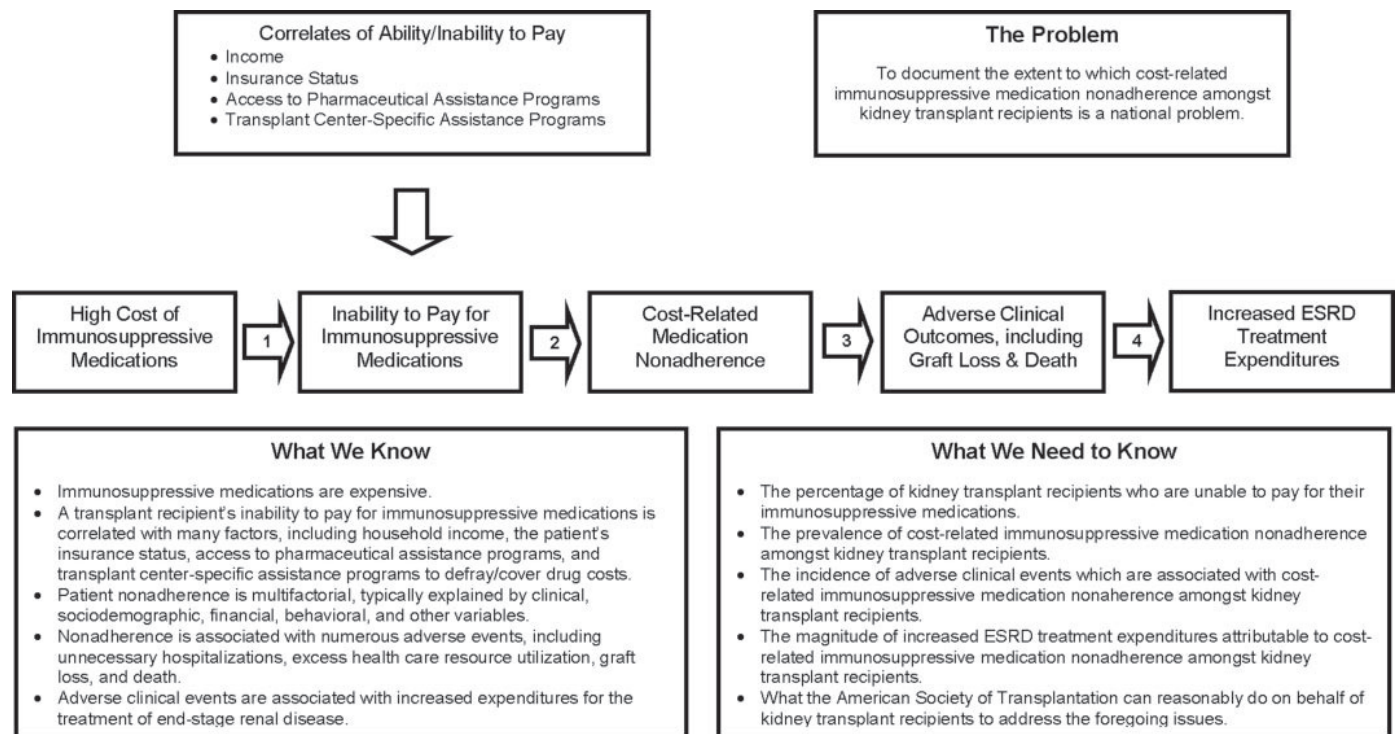 Correlates of Ability/Inability to Pay
• Income
• Insurance Status
• Access to Pharmaceutical Assistance Programs
• Transplant Center-Specific Assistance Programs
The Problem
To document the extent to which cost-related
immunosuppressive medication nonadherence amongst
kidney transplant recipients is a national problem.
High Cost of
Immunosuppressive
Medications
1
Inability to Pay for
Immunosuppressive
Medications
2
Cost-Related
Medication
Nonadherence
3
Adverse Clinical
Outcomes, including
Graft Loss & Death
4
Increased ESRD
Treatment
Expenditures
What We Know
• Immunosuppressive medications are expensive.
• A transplant recipient's inability to pay for immunosuppressive medications is
correlated with many factors, including household income, the patient's
insurance status, access to pharmaceutical assistance programs, and
transplant center-specific assistance programs to defray/cover drug costs.
• Patient nonadherence is multifactorial, typically explained by clinical,
sociodemographic, financial, behavioral, and other variables.
• Nonadherence is associated with numerous adverse events, including
unnecessary hospitalizations, excess health care resource utilization, graft
loss, and death.
• Adverse clinical events are associated with increased expenditures for the
treatment of end-stage renal disease.
What We Need to Know
• The percentage of kidney transplant recipients who are unable to pay for their
immunosuppressive medications.
• The prevalence of cost-related immunosuppressive medication nonadherence
amongst kidney transplant recipients.
• The incidence of adverse clinical events which are associated with cost-
related immunosuppressive medication nonaherence amongst kidney
transplant recipients.
• The magnitude of increased ESRD treatment expenditures attributable to cost-
related immunosuppressive medication nonadherence amongst kidney
transplant recipients.
• What the American Society of Transplantation can reasonably do on behalf of
kidney transplant recipients to address the foregoing issues.